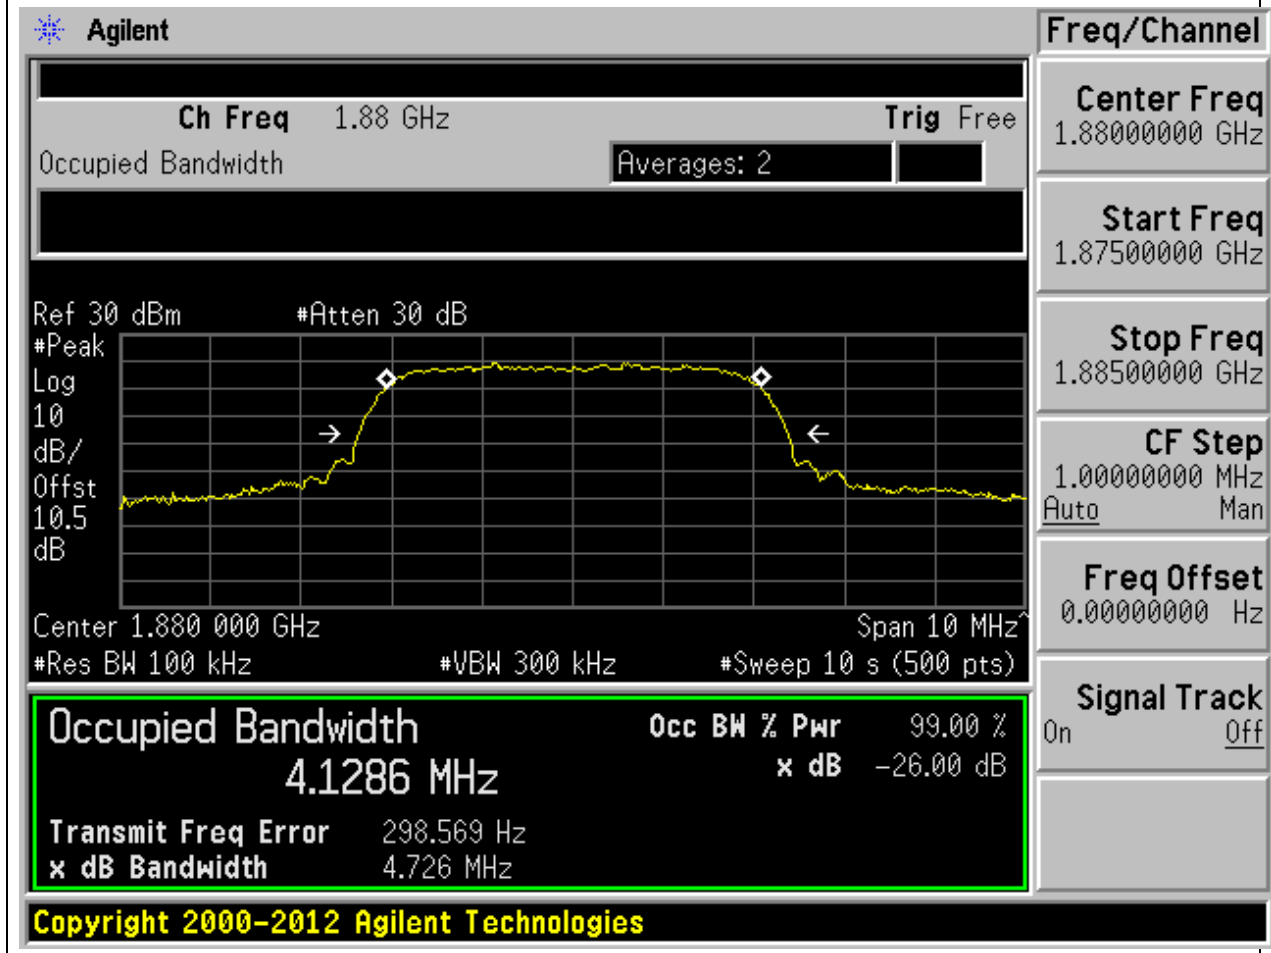 Agilent
Freq/Channel
Ch Freq 1.88 GHz Trig Free
Occupied Bandwidth Averages: 2
Center Freq
1.88000000 GHz
Start Freq
1.87500000 GHz
Stop Freq
1.88500000 GHz
CF Step
1.00000000 MHz
Auto Man
Freq Offset
0.00000000 Hz
Signal Track
On Off
Ref 30 dBm #Atten 30 dB
#Peak
Log
10
dB/
Offst
10.5
dB
Center 1.880 000 GHz Span 10 MHz^
#Res BW 100 kHz #VBW 300 kHz #Sweep 10 s (500 pts)
Occupied Bandwidth Occ BW % Pwr 99.00 %
4.1286 MHz x dB -26.00 dB
Transmit Freq Error 298.569 Hz
x dB Bandwidth 4.726 MHz
Copyright 2000-2012 Agilent Technologies